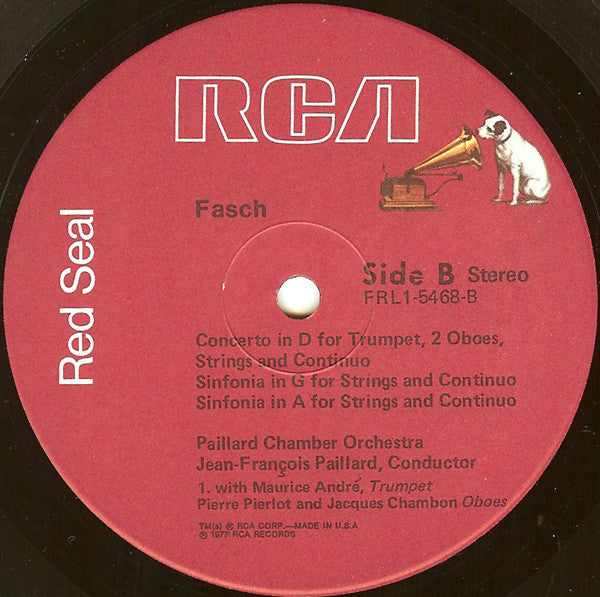 RCA
Red Seal
Fasch
Side B Stereo
FRL1-5468-B
Concerto in D for Trumpet, 2 Oboes,
Strings and Continuo
Sinfonia in G for Strings and Continuo
Sinfonia in A for Strings and Continuo
Paillard Chamber Orchestra
Jean-François Paillard, Conductor
1. with Maurice André, Trumpet
Pierre Pierlot and Jacques Chambon Oboes
TM(s) ® RCA CORP.—MADE IN U.S.A
℗ 1977 RCA RECORDS